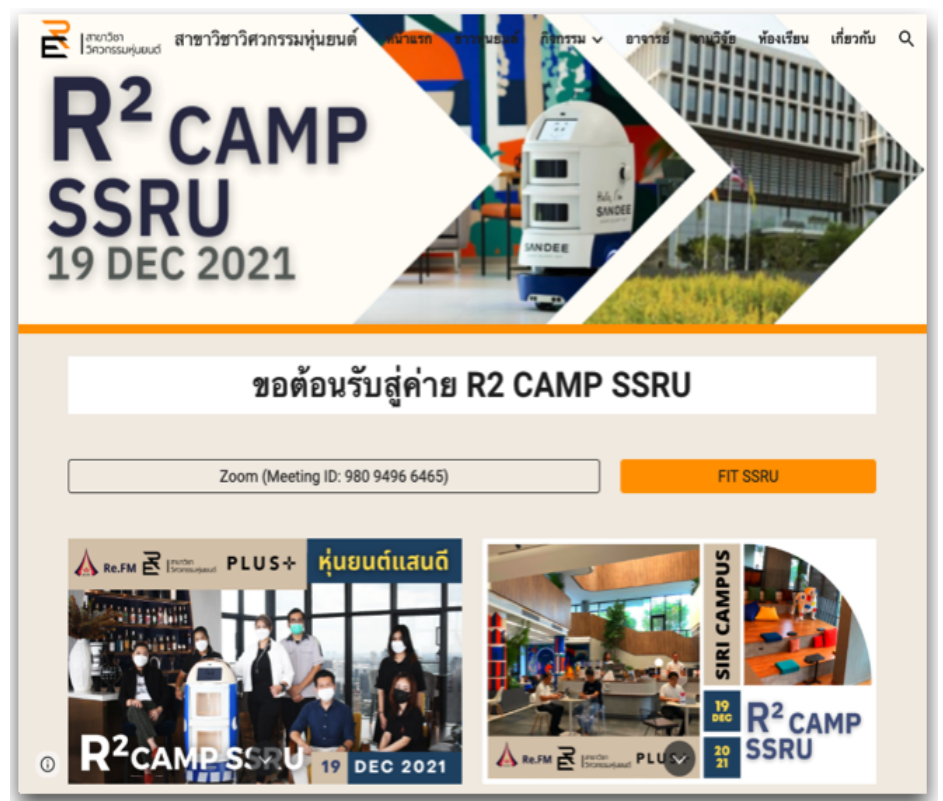 สาขาวิชา
วิศวกรรมหุ่นยนต์
สาขาวิชาวิศวกรรมหุ่นยนต์ หน้าแรก กิจกรรม อาจารย์ งานวิจัย ห้องเรียน เกี่ยวกับ
R² CAMP
SSRU
19 DEC 2021
Hello, I'm
SANDEE
SANDEE
ขอต้อนรับสู่ค่าย R2 CAMP SSRU
Zoom (Meeting ID: 980 9496 6465)
FIT SSRU
Re.FM สาขาวิชา วิศวกรรมหุ่นยนต์ PLUS+ หุ่นยนต์แสนดี
R²CAMP SSRU 19 DEC 2021
SIRI CAMPUS
19
DEC
20
21
R² CAMP
SSRU
Re.FM สาขาวิชา วิศวกรรมหุ่นยนต์ PLUS+